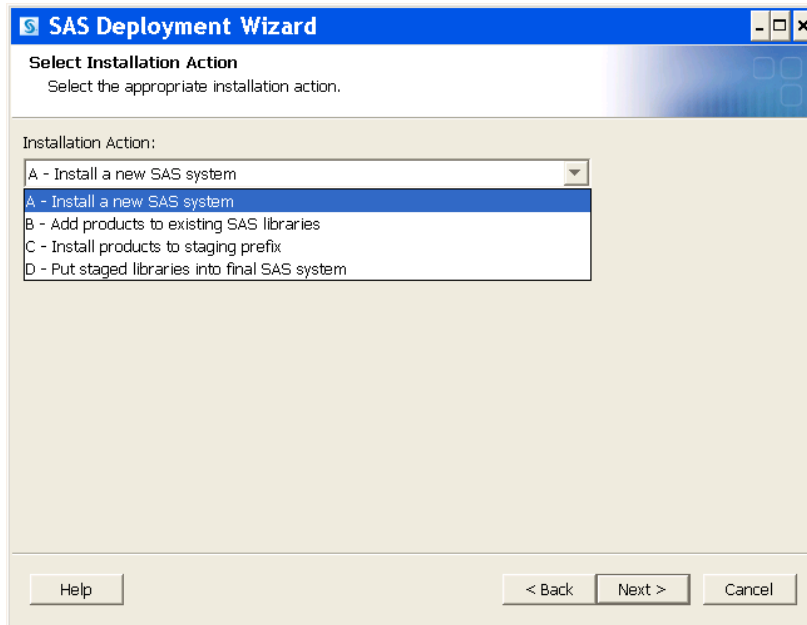 SAS Deployment Wizard
Select Installation Action
Select the appropriate installation action.
Installation Action:
A - Install a new SAS system
A - Install a new SAS system
B - Add products to existing SAS libraries
C - Install products to staging prefix
D - Put staged libraries into final SAS system
Help < Back Next > Cancel